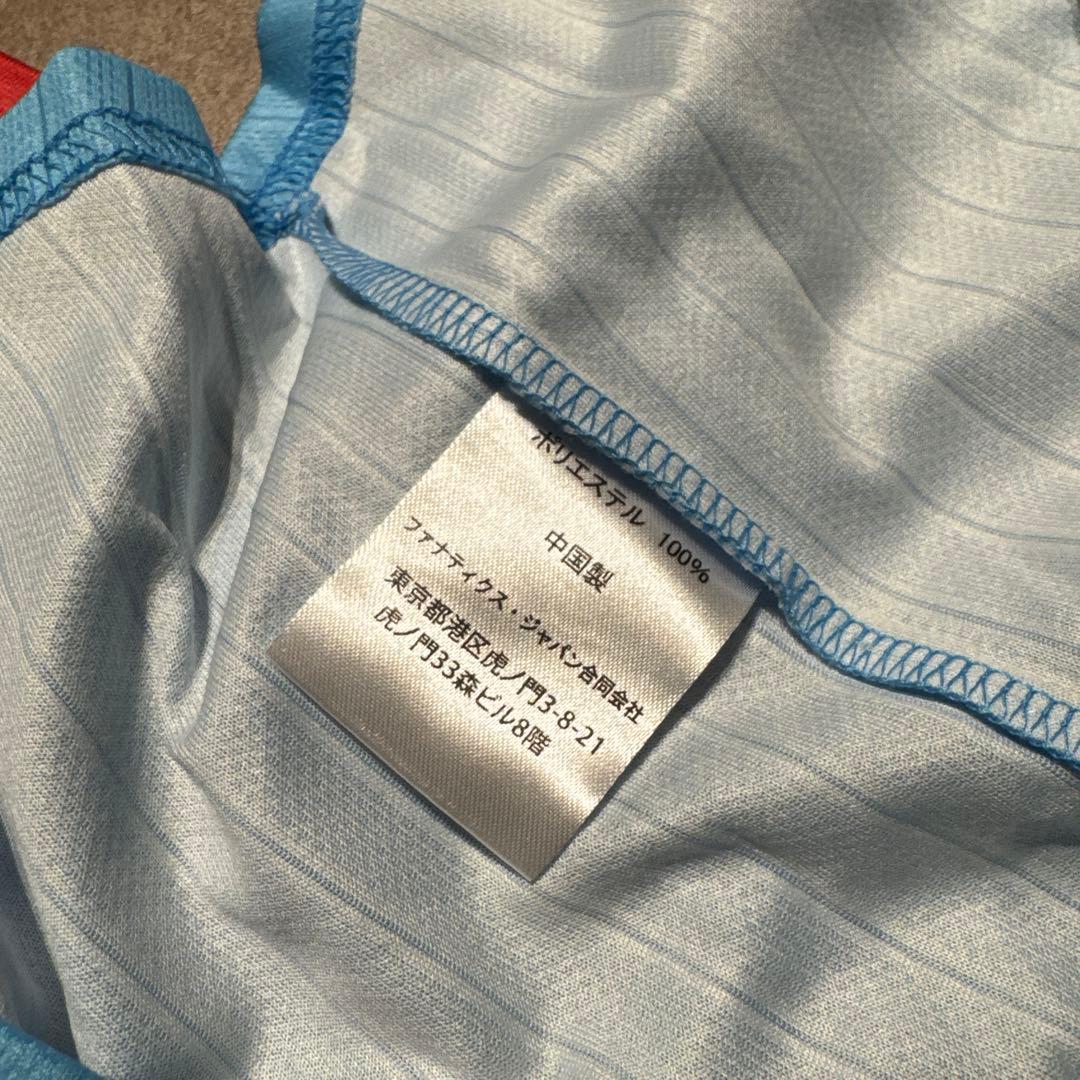 ポリエステル 100%
中国製
ファナティクス・ジャパン合同会社
東京都港区虎ノ門3-8-21
虎ノ門33森ビル8階